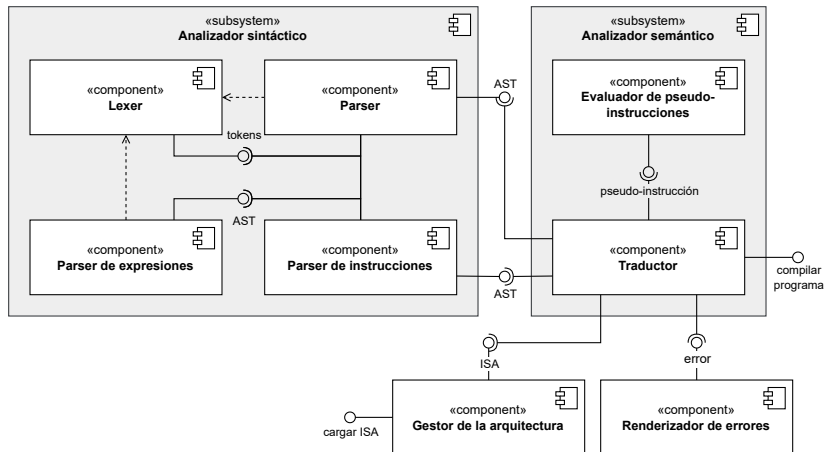 «subsystem»
Analizador sintáctico
«subsystem»
Analizador semántico
«component»
Lexer
«component»
Parser
AST
«component»
Evaluador de pseudo-
instrucciones
tokens
AST
pseudo-instrucción
«component»
Parser de expresiones
«component»
Parser de instrucciones
AST
«component»
Traductor
compilar
programa
ISA
error
cargar ISA
«component»
Gestor de la arquitectura
«component»
Renderizador de errores